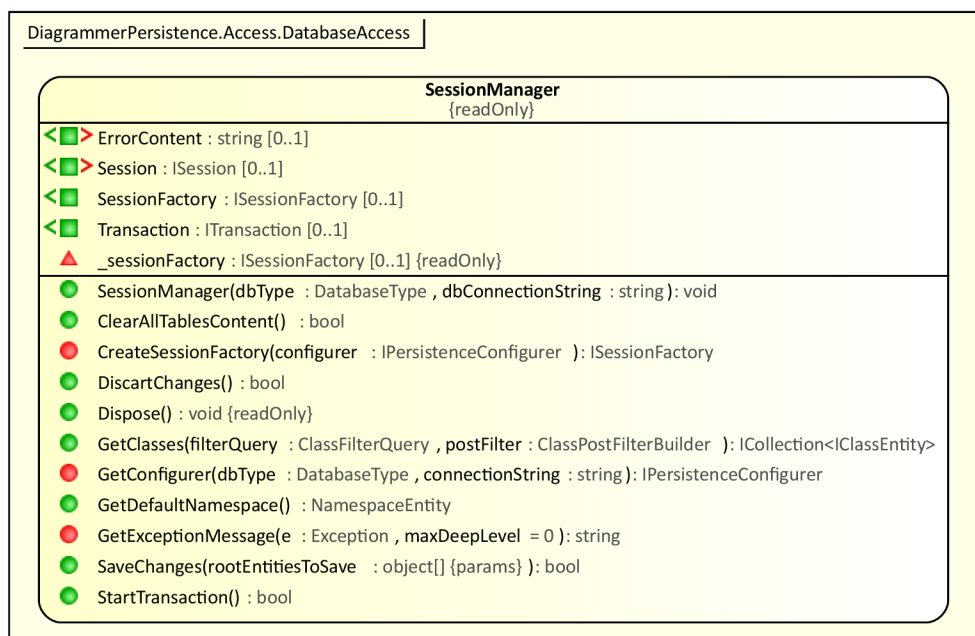 DiagrammerPersistence.Access.DatabaseAccess
SessionManager
{readOnly}
ErrorContent : string [0..1]
Session : ISession [0..1]
SessionFactory : ISessionFactory [0..1]
Transaction : ITransaction [0..1]
_sessionFactory : ISessionFactory [0..1] {readOnly}
SessionManager(dbType : DatabaseType , dbConnectionString : string ): void
ClearAllTablesContent() : bool
CreateSessionFactory(configurer : IPersistenceConfigurer ): ISessionFactory
DiscartChanges() : bool
Dispose() : void {readOnly}
GetClasses(filterQuery : ClassFilterQuery , postFilter : ClassPostFilterBuilder ): ICollection<IClassEntity>
GetConfigurer(dbType : DatabaseType , connectionString : string ): IPersistenceConfigurer
GetDefaultNamespace() : NamespaceEntity
GetExceptionMessage(e : Exception , maxDeepLevel = 0 ): string
SaveChanges(rootEntitiesToSave : object[] {params} ): bool
StartTransaction() : bool